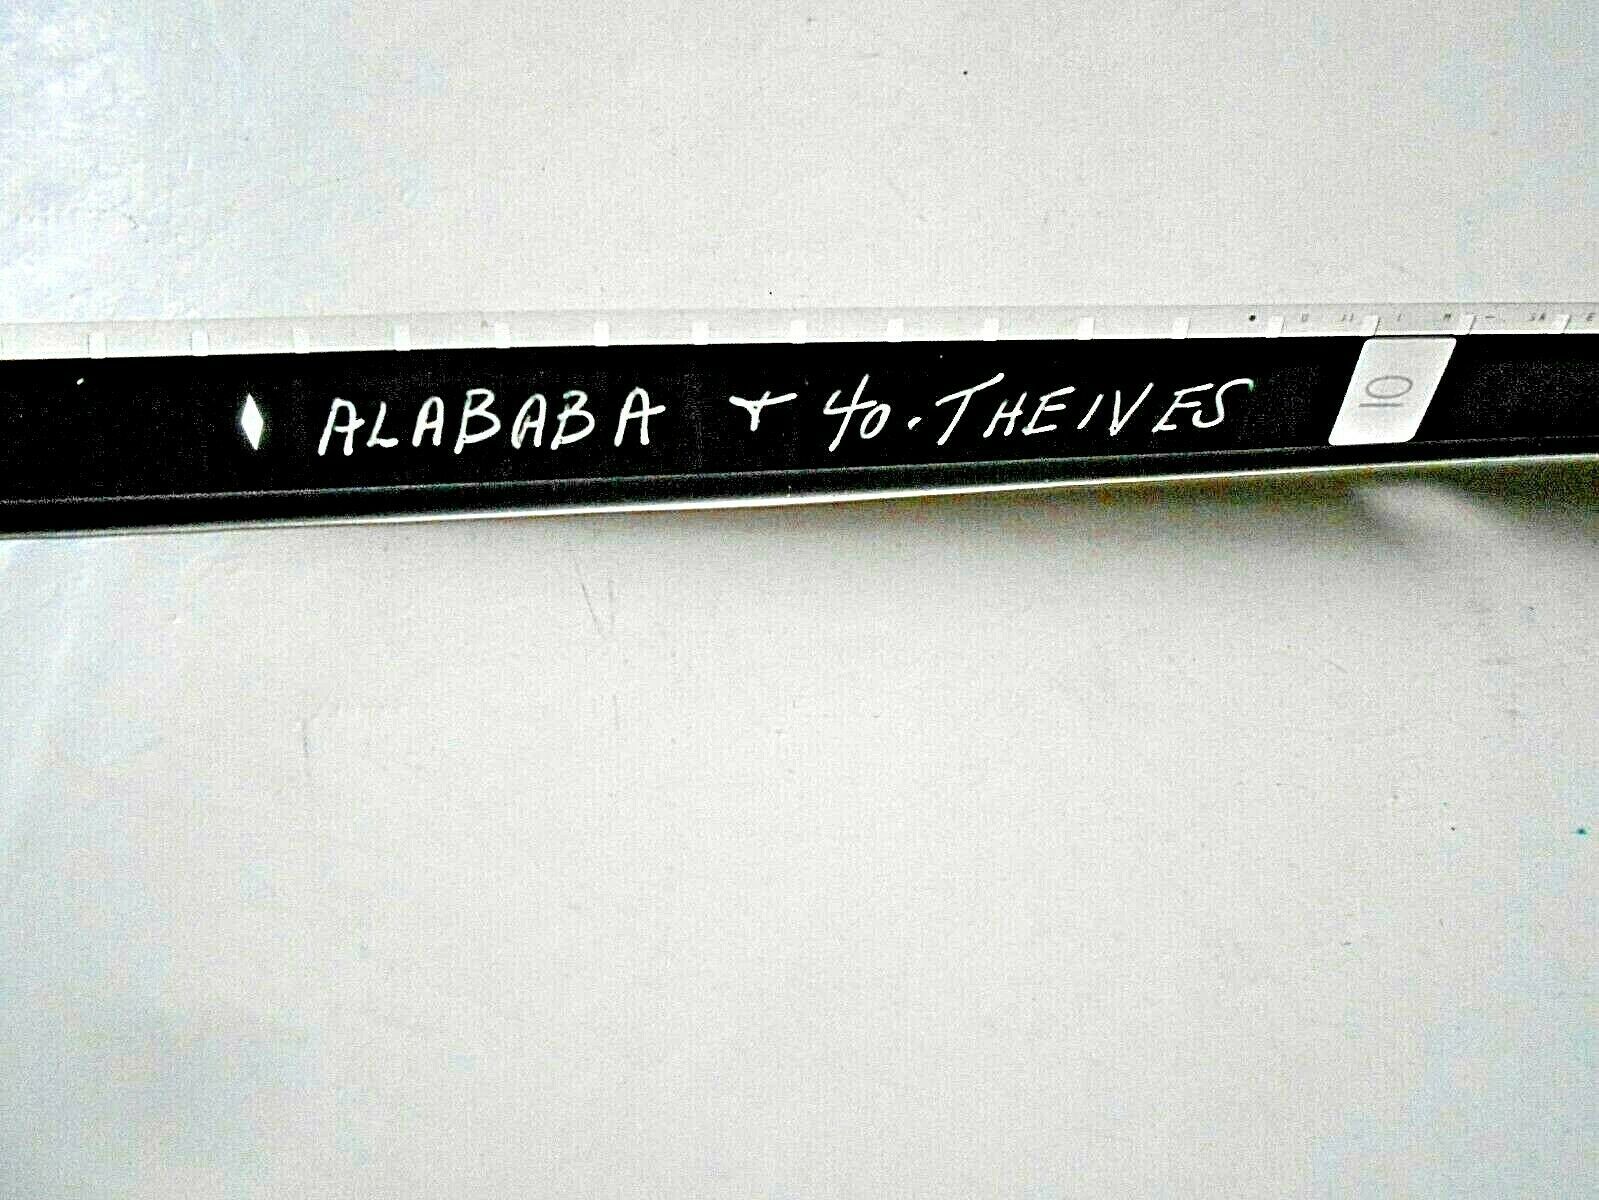 ALABABA + 40. THEIVES
10